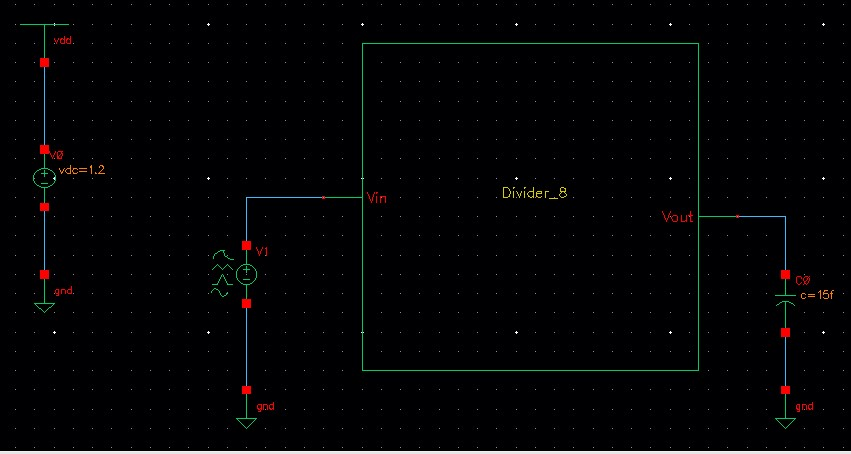 vdd
V0
vdc=1.2
gnd
Vin
V1
gnd
Divider_8
Vout
C0
c=15f
gnd